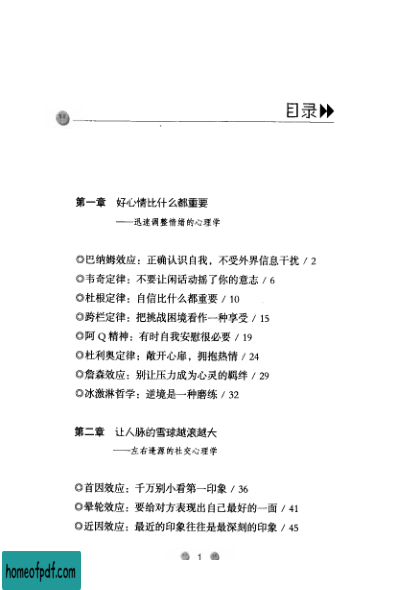 目录
第一章 好心情比什么都重要
——迅速调整情绪的心理学
◎巴纳姆效应：正确认识自我，不受外界信息干扰 / 2
◎韦奇定律：不要让闲话动摇了你的意志 / 6
◎杜根定律：自信比什么都重要 / 10
◎跨栏定律：把挑战困境看作一种享受 / 15
◎阿 Q 精神：有时自我安慰很必要 / 19
◎杜利奥定律：敞开心扉，拥抱热情 / 24
◎詹森效应：别让压力成为心灵的羁绊 / 29
◎冰激淋哲学：逆境是一种磨练 / 32
第二章 让人脉的雪球越滚越大
——左右逢源的社交心理学
◎首因效应：千万别小看第一印象 / 36
◎晕轮效应：要给对方表现出自己最好的一面 / 41
◎近因效应：最近的印象往往是最深刻的印象 / 45
1
homeofpdf.com